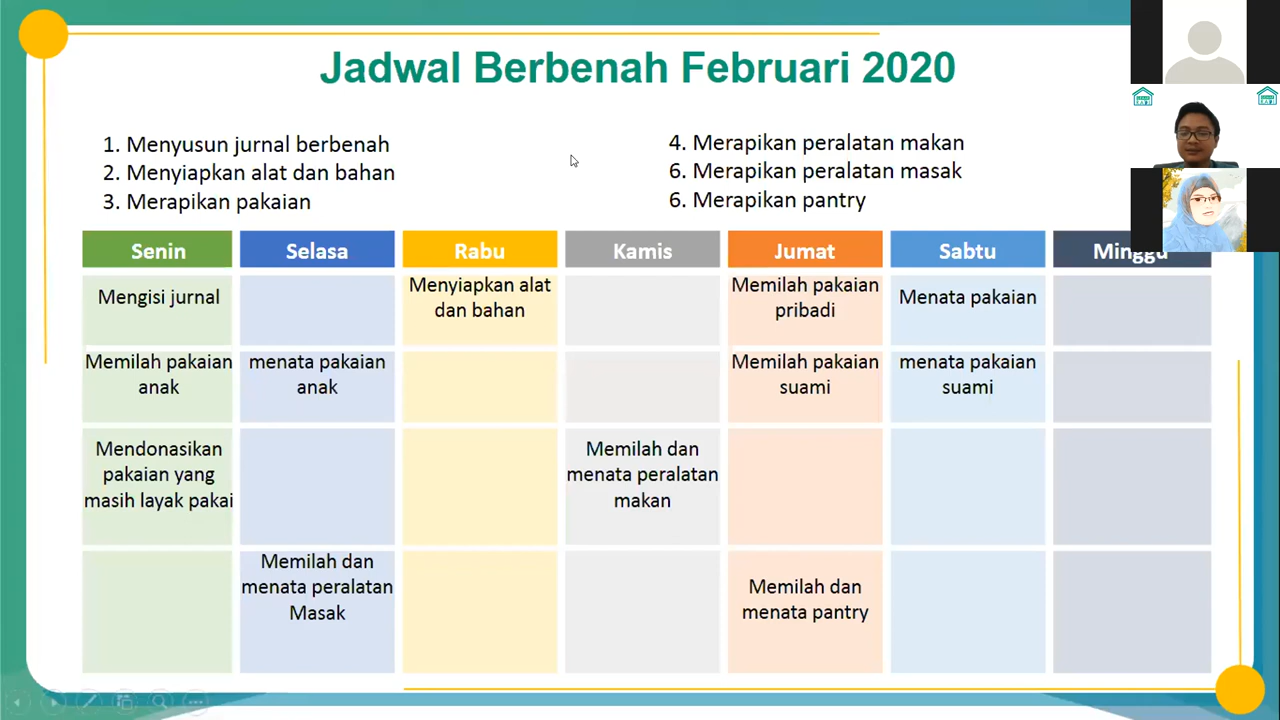 Jadwal Berbenah Februari 2020
1. Menyusun jurnal berbenah
2. Menyiapkan alat dan bahan
3. Merapikan pakaian
4. Merapikan peralatan makan
6. Merapikan peralatan masak
6. Merapikan pantry
Senin
Selasa
Rabu
Kamis
Jumat
Sabtu
Minggu
Mengisi jurnal
Menyiapkan alat
dan bahan
Memilah pakaian
pribadi
Menata pakaian
Memilah pakaian
anak
menata pakaian
anak
Memilah pakaian
suami
menata pakaian
suami
Mendonasikan
pakaian yang
masih layak pakai
Memilah dan
menata peralatan
makan
Memilah dan
menata peralatan
Masak
Memilah dan
menata pantry